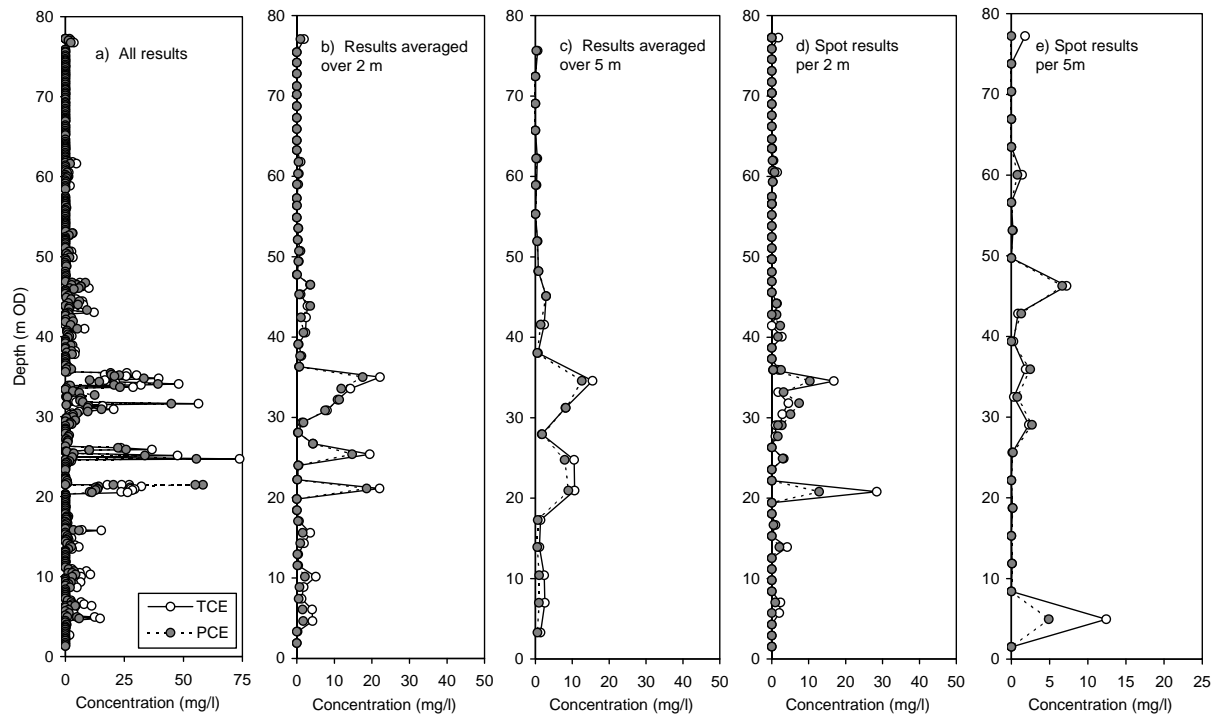 a) All results
b) Results averaged
over 2 m
c) Results averaged
over 5 m
d) Spot results
per 2 m
e) Spot results
per 5m
Depth (m OD)
80
70
60
50
40
30
20
10
0
80
70
60
50
40
30
20
10
0
80
70
60
50
40
30
20
10
0
80
70
60
50
40
30
20
10
0
80
70
60
50
40
30
20
10
0
TCE
PCE
0 25 50 75
0 10 20 30 40 50
0 10 20 30 40 50
0 10 20 30 40 50
0 5 10 15 20 25
Concentration (mg/l)
Concentration (mg/l)
Concentration (mg/l)
Concentration (mg/l)
Concentration (mg/l)